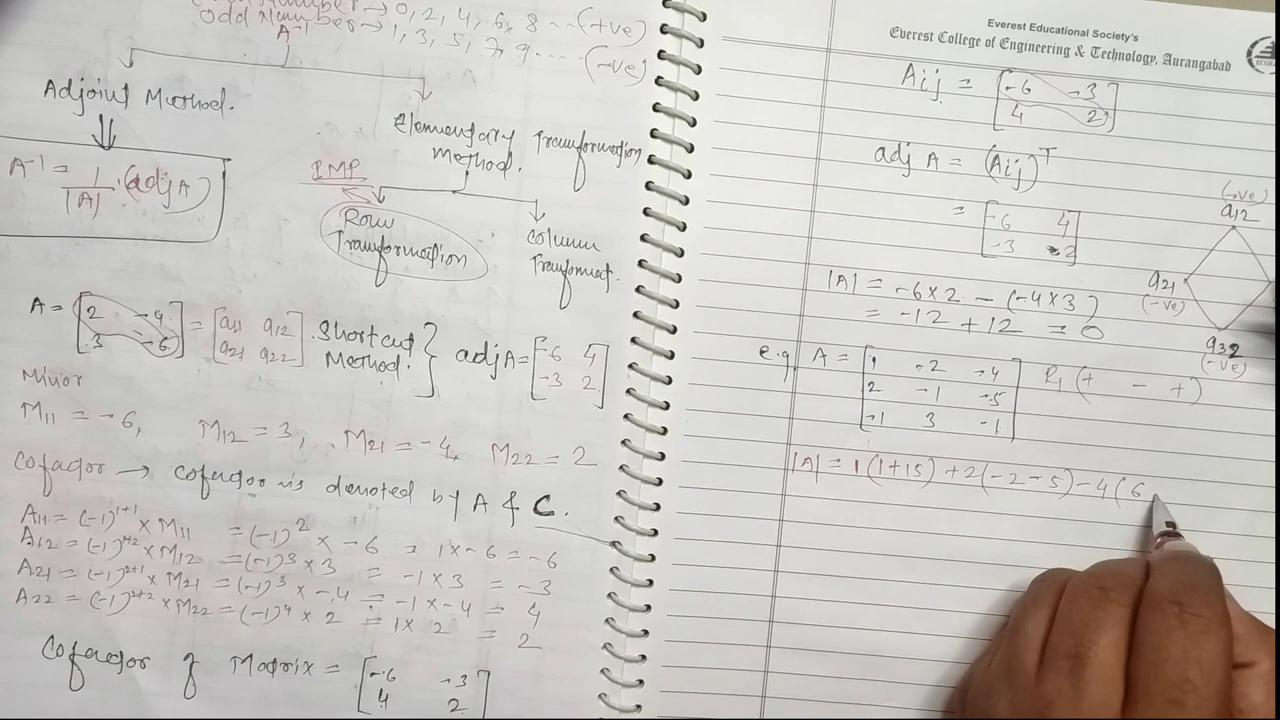 Number → 0, 2, 4, 6, 8 --- (+ve)
Odd Number → 1, 3, 5, 7, 9 ---- (-ve)
A⁻¹
Adjoint Method.
Elementary Transformation
Method.
A⁻¹ = 1/|A| · (adj A)
IMP
Row
Transformation
Column
Tranformat.
A = [2 -4; 3 -6] = [a11 a12; a21 a22] . Shortcut Method. } adj A = [-6 4; -3 2]
Minor
M11 = -6, M12 = 3, M21 = -4, M22 = 2
Cofactor → cofactor is denoted by A & C.
A11 = (-1)¹⁺¹ × M11 = (-1)² × -6 = 1 × -6 = -6
A12 = (-1)¹⁺² × M12 = (-1)³ × 3 = -1 × 3 = -3
A21 = (-1)²⁺¹ × M21 = (-1)³ × -4 = -1 × -4 = 4
A22 = (-1)²⁺² × M22 = (-1)⁴ × 2 = 1 × 2 = 2
Cofactor of Matrix = [-6 -3; 4 2]
Everest Educational Society's
Everest College of Engineering & Technology, Aurangabad
Aij = [-6 -3; 4 2]
adj A = (Aij)ᵀ
= [-6 4; -3 2]
(-ve)
a12
a21
(-ve)
a32
(-ve)
|A| = -6 × 2 - (-4 × 3)
= -12 + 12 = 0
e.g. A = [1 -2 -4; 2 -1 -5; -1 3 -1] R1 (+ - +)
|A| = 1(1+15) + 2(-2-5) - 4(6